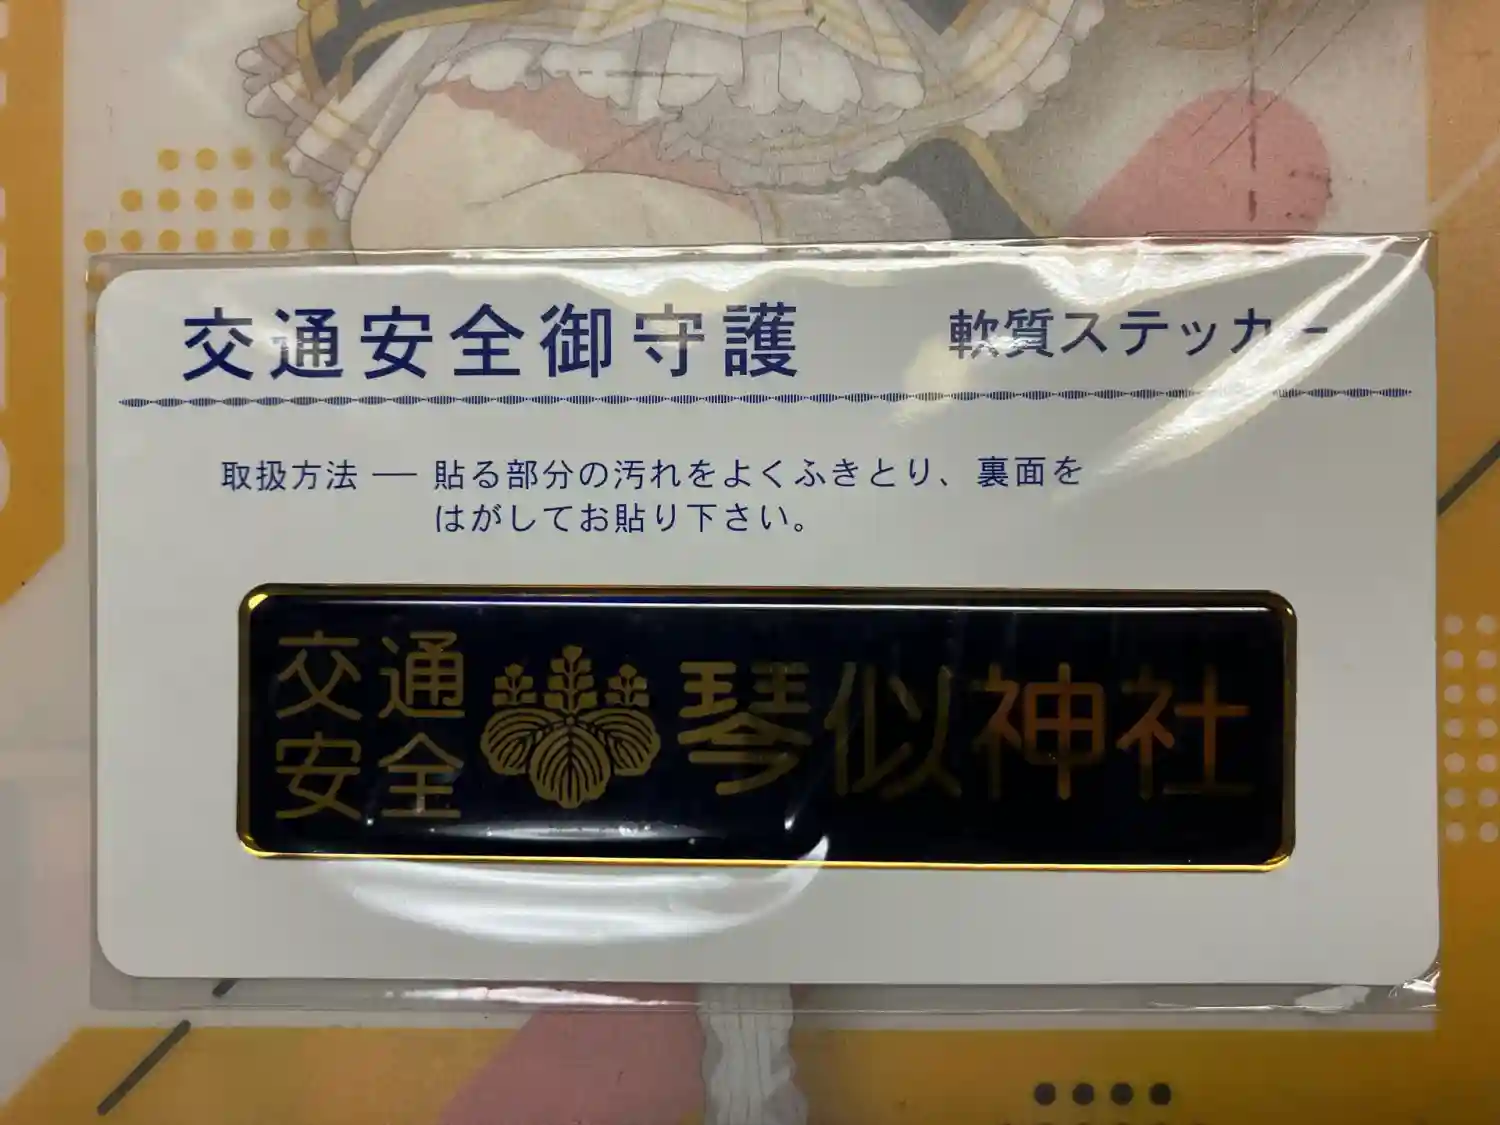 交通安全御守護 軟質ステッカー
取扱方法 ── 貼る部分の汚れをよくふきとり、裏面を
はがしてお貼り下さい。
交通
安全
琴似神社